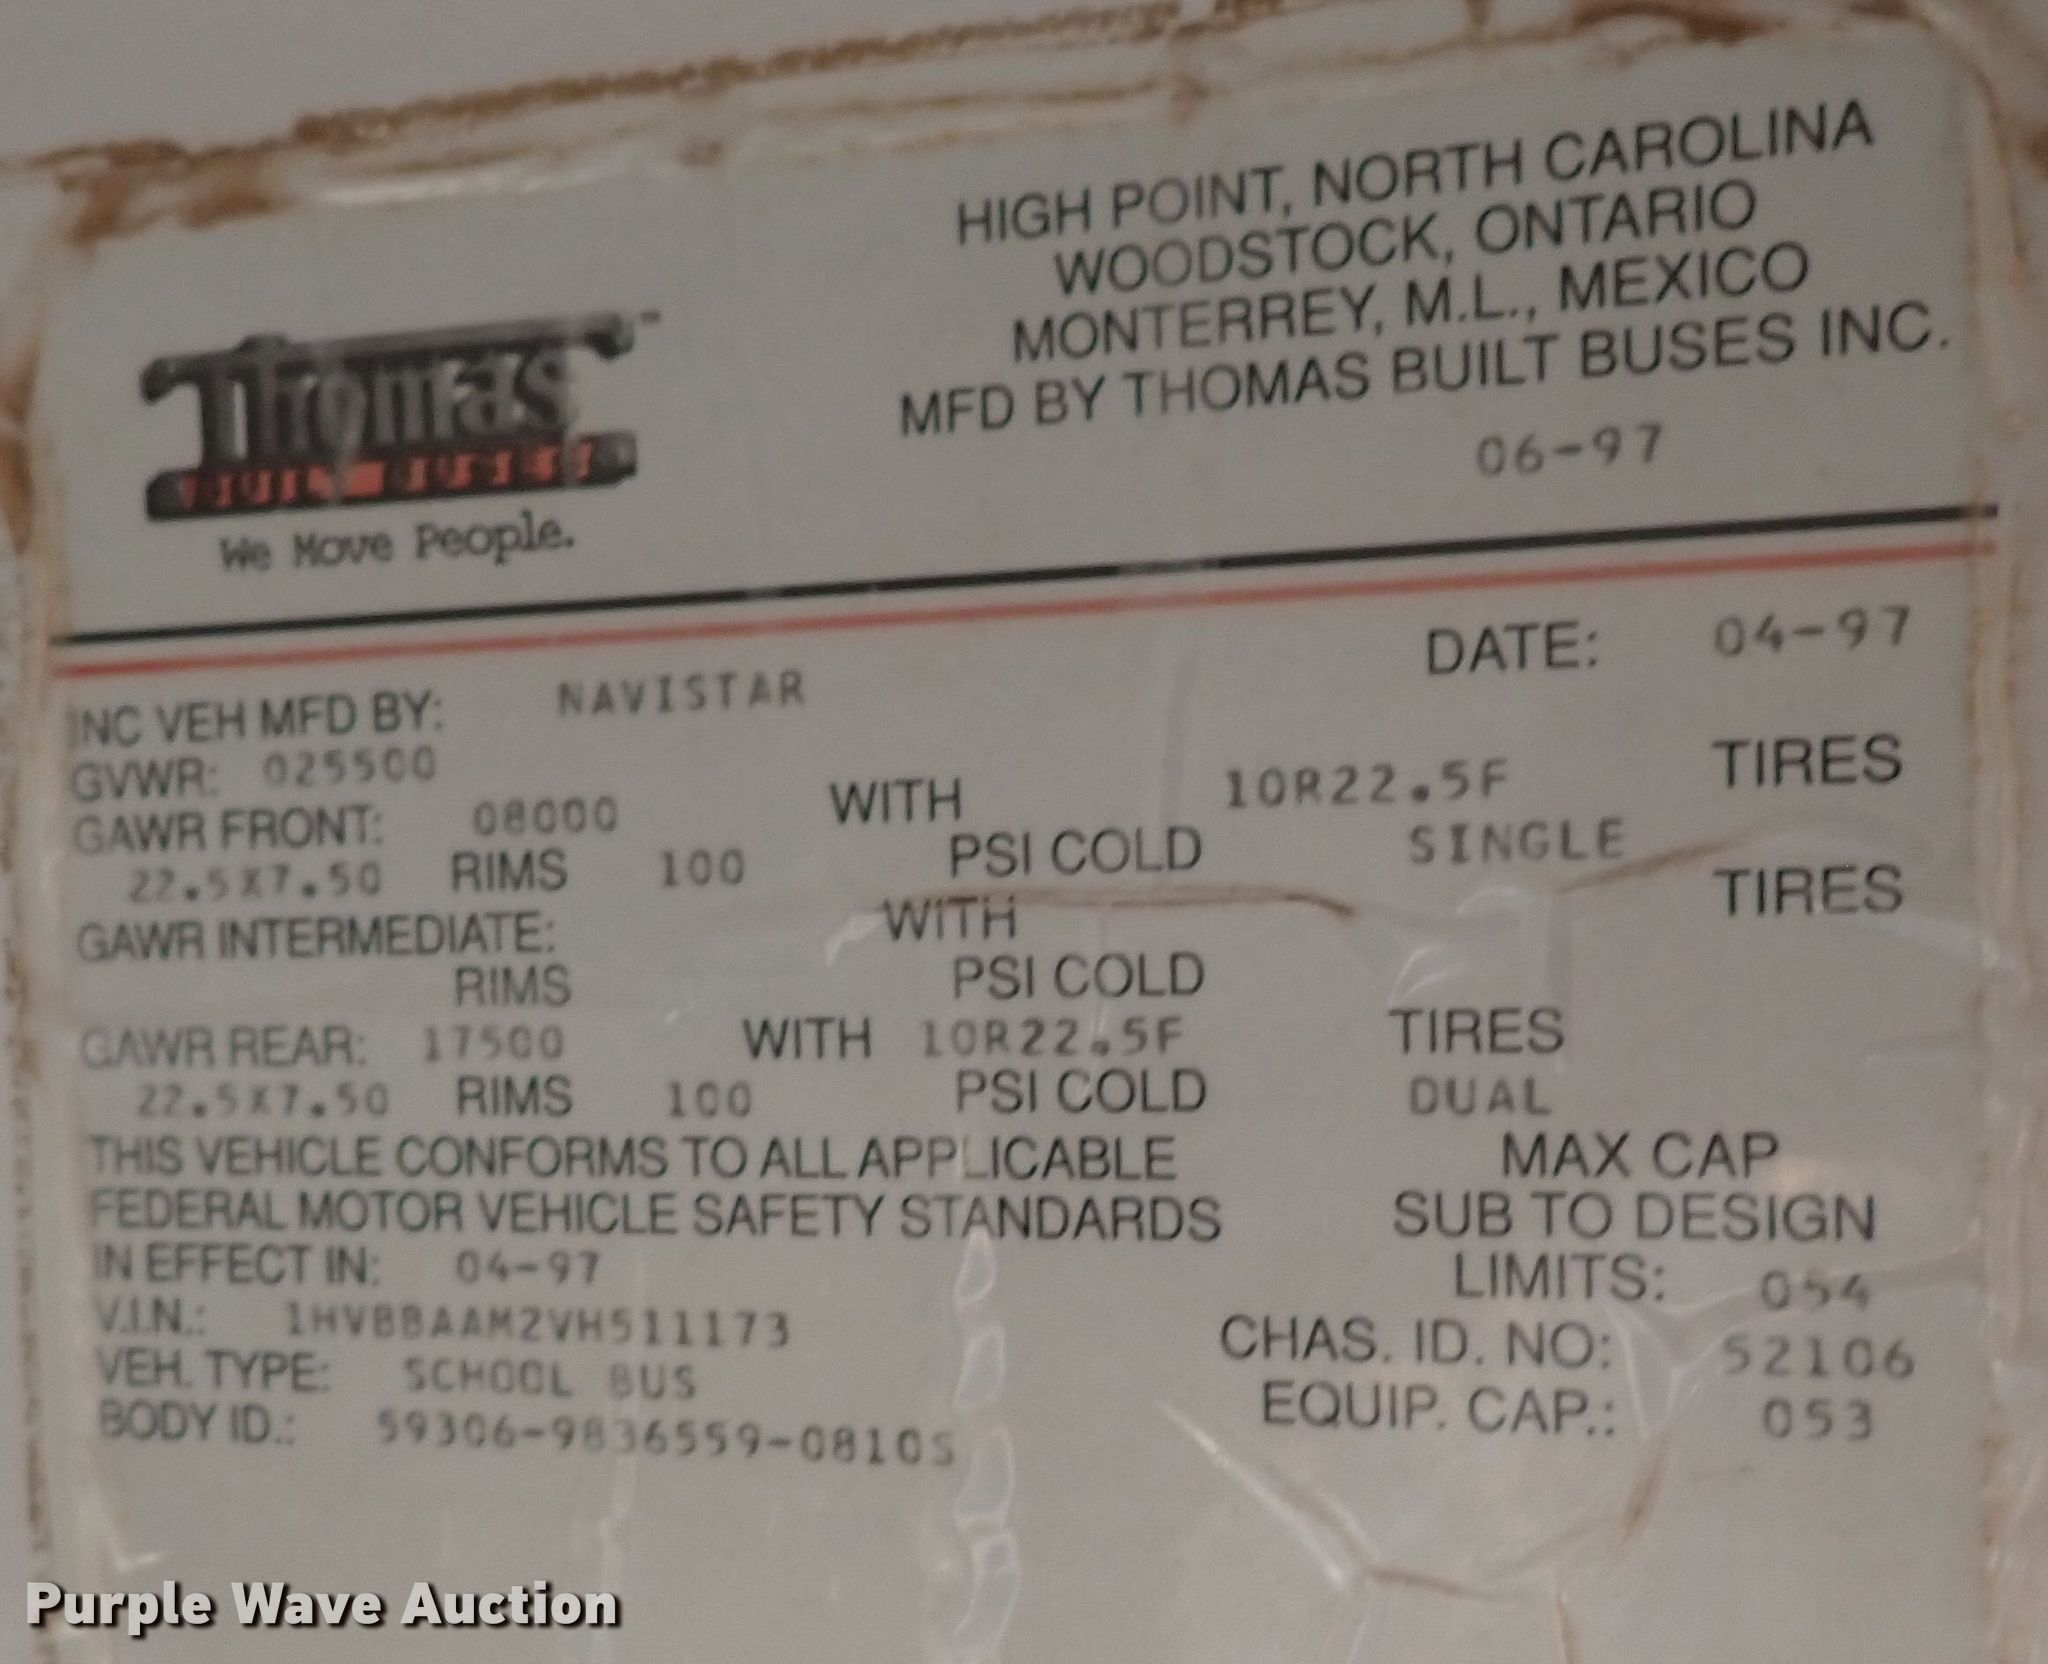 Thomas™
BUILT BUSES
We Move People.
HIGH POINT, NORTH CAROLINA
WOODSTOCK, ONTARIO
MONTERREY, M.L., MEXICO
MFD BY THOMAS BUILT BUSES INC.
06-97
DATE: 04-97
INC VEH MFD BY: NAVISTAR
GVWR: 025500
GAWR FRONT: 08000 WITH 10R22.5F TIRES
22.5X7.50 RIMS 100 PSI COLD SINGLE
GAWR INTERMEDIATE: WITH TIRES
RIMS PSI COLD
GAWR REAR: 17500 WITH 10R22.5F TIRES
22.5X7.50 RIMS 100 PSI COLD DUAL
THIS VEHICLE CONFORMS TO ALL APPLICABLE
FEDERAL MOTOR VEHICLE SAFETY STANDARDS
IN EFFECT IN: 04-97
V.I.N.: 1HVBBAAM2VH511173
VEH. TYPE: SCHOOL BUS
BODY ID.: 59306-9836559-0810S
MAX CAP
SUB TO DESIGN
LIMITS: 054
CHAS. ID. NO: 52106
EQUIP. CAP.: 053
Purple Wave Auction